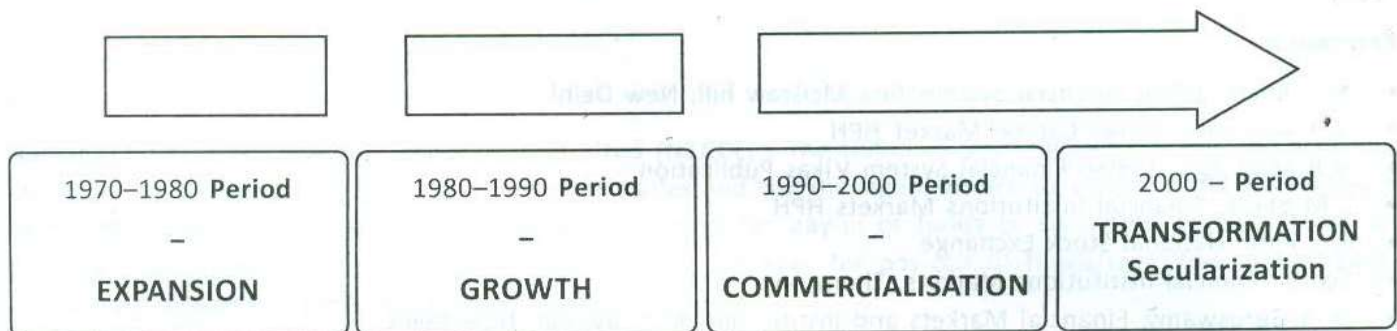 1970–1980 Period
–
EXPANSION
1980–1990 Period
–
GROWTH
1990–2000 Period
–
COMMERCIALISATION
2000 – Period
TRANSFORMATION
Secularization